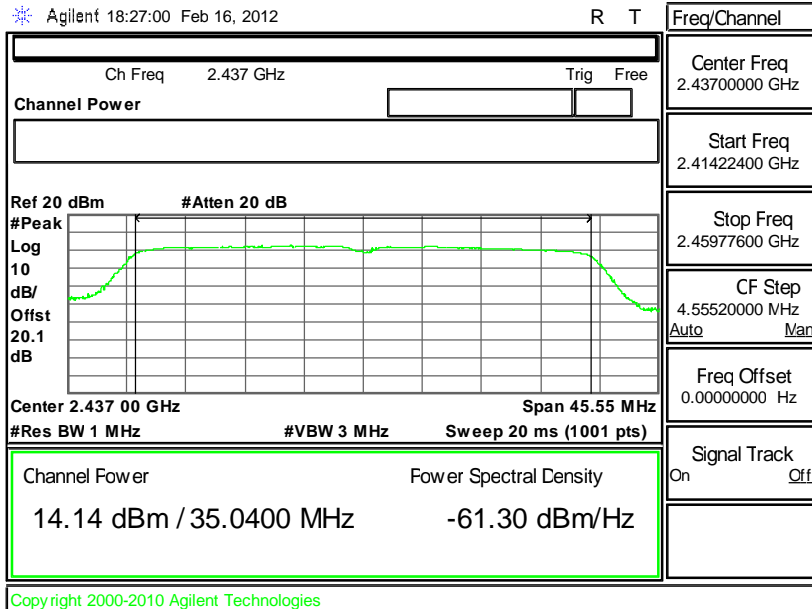 Agilent 18:27:00 Feb 16, 2012 R T
Freq/Channel
Ch Freq 2.437 GHz Trig Free
Channel Power
Center Freq
2.43700000 GHz
Start Freq
2.41422400 GHz
Stop Freq
2.45977600 GHz
CF Step
4.55520000 MHz
Auto Man
Freq Offset
0.00000000 Hz
Signal Track
On Off
Ref 20 dBm #Atten 20 dB
#Peak
Log
10
dB/
Offst
20.1
dB
Center 2.437 00 GHz Span 45.55 MHz
#Res BW 1 MHz #VBW 3 MHz Sweep 20 ms (1001 pts)
Channel Fower Fower Spectral Density
14.14 dBm / 35.0400 MHz -61.30 dBm/Hz
Copyright 2000-2010 Agilent Technologies